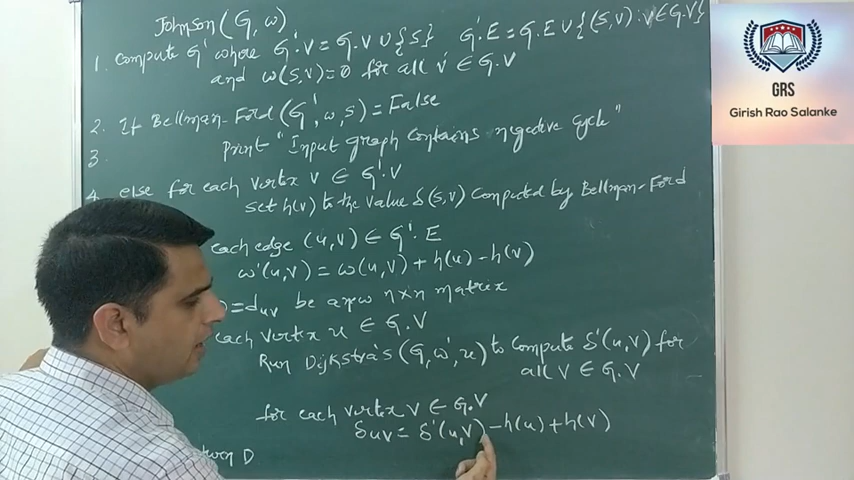 Johnson (G, w)
1. Compute G' where G'.V = G.V ∪ {s} G'.E = G.E ∪ {(s,v) : v ∈ G.V}
and w(s,v)=0 for all v ∈ G.V
2. If Bellman-Ford (G', w, s) = False
3. Print "Input graph contains negative cycle"
4. else for each vertex v ∈ G'.V
set h(v) to the value δ(s,v) computed by Bellman-Ford
each edge (u,v) ∈ G'.E
w'(u,v) = w(u,v) + h(u) - h(v)
=duv be a new n×n matrix
each vertex u ∈ G.V
Run Dijkstra's (G, w', u) to compute δ'(u,v) for
all v ∈ G.V
for each vertex v ∈ G.V
δuv = δ'(u,v) - h(u) + h(v)
D
GRS
Girish Rao Salanke